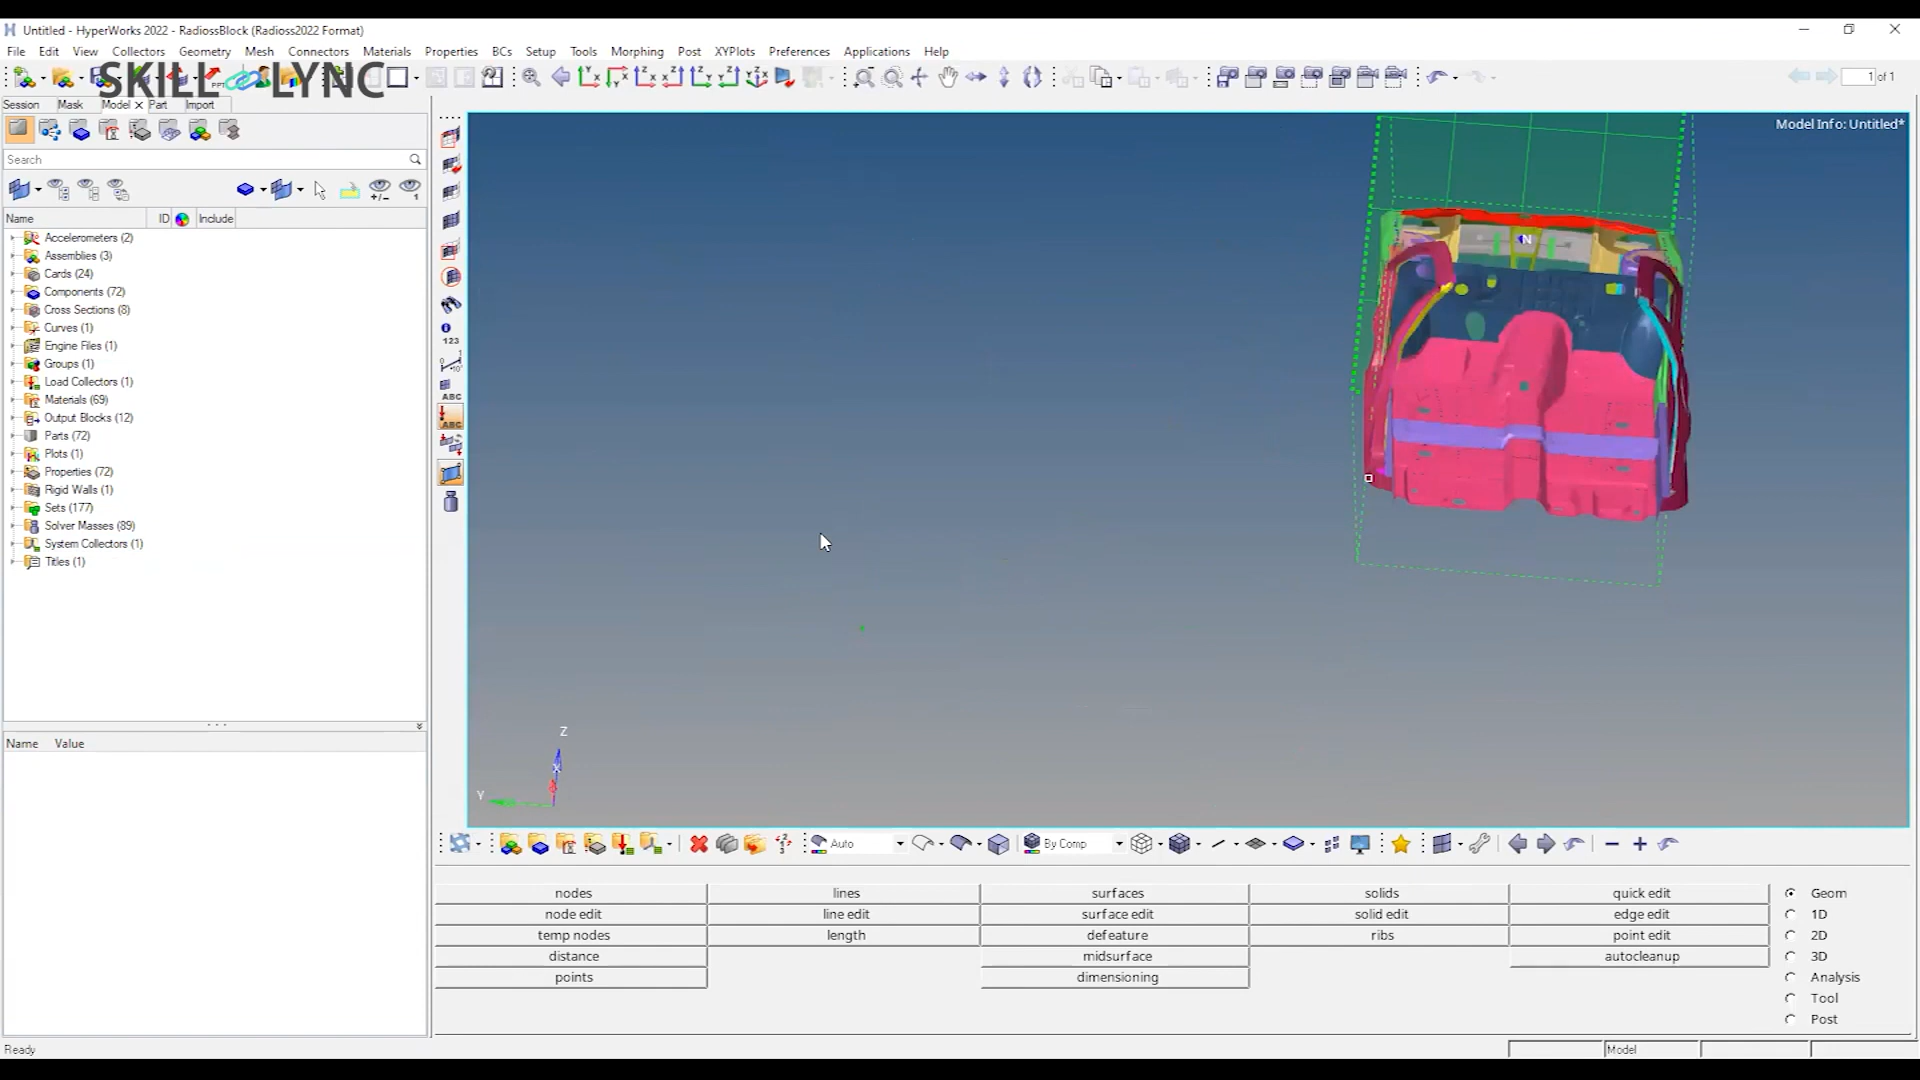 Untitled - HyperWorks 2022 - RadiossBlock (Radioss2022 Format)
File Edit View Collectors Geometry Mesh Connectors Materials Properties BCs Setup Tools Morphing Post XYPlots Preferences Applications Help
SKILL LYNC
1 of 1
Session Mask Model Part Import
Model Info: Untitled*
Search
Name ID Include
Accelerometers (2)
Assemblies (3)
Cards (24)
Components (72)
Cross Sections (8)
Curves (1)
Engine Files (1)
Groups (1)
Load Collectors (1)
Materials (69)
Output Blocks (12)
Parts (72)
Plots (1)
Properties (72)
Rigid Walls (1)
Sets (177)
Solver Masses (89)
System Collectors (1)
Titles (1)
123
ABC
ABC
N
Z
X
Y
Name Value
Auto
By Comp
nodes lines surfaces solids quick edit Geom
node edit line edit surface edit solid edit edge edit 1D
temp nodes length defeature ribs point edit 2D
distance midsurface autocleanup 3D
points dimensioning Analysis
Tool
Post
Ready
Model